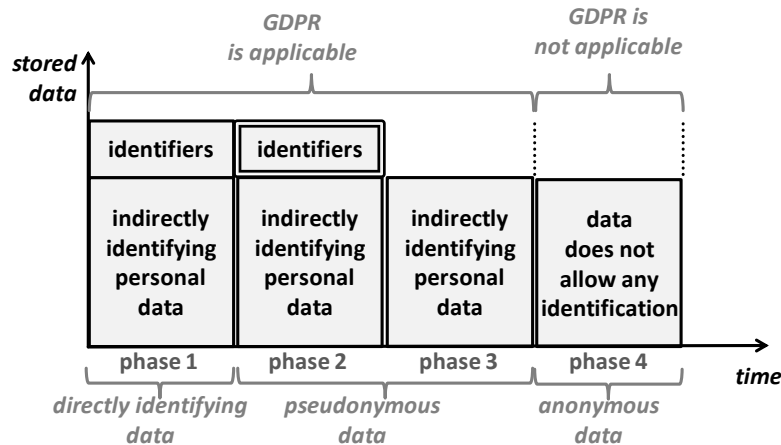 GDPR
is applicable
GDPR is
not applicable
stored
data
identifiers
identifiers
indirectly
identifying
personal
data
indirectly
identifying
personal
data
indirectly
identifying
personal
data
data
does not
allow any
identification
phase 1
phase 2
phase 3
phase 4
time
directly identifying
data
pseudonymous
data
anonymous
data